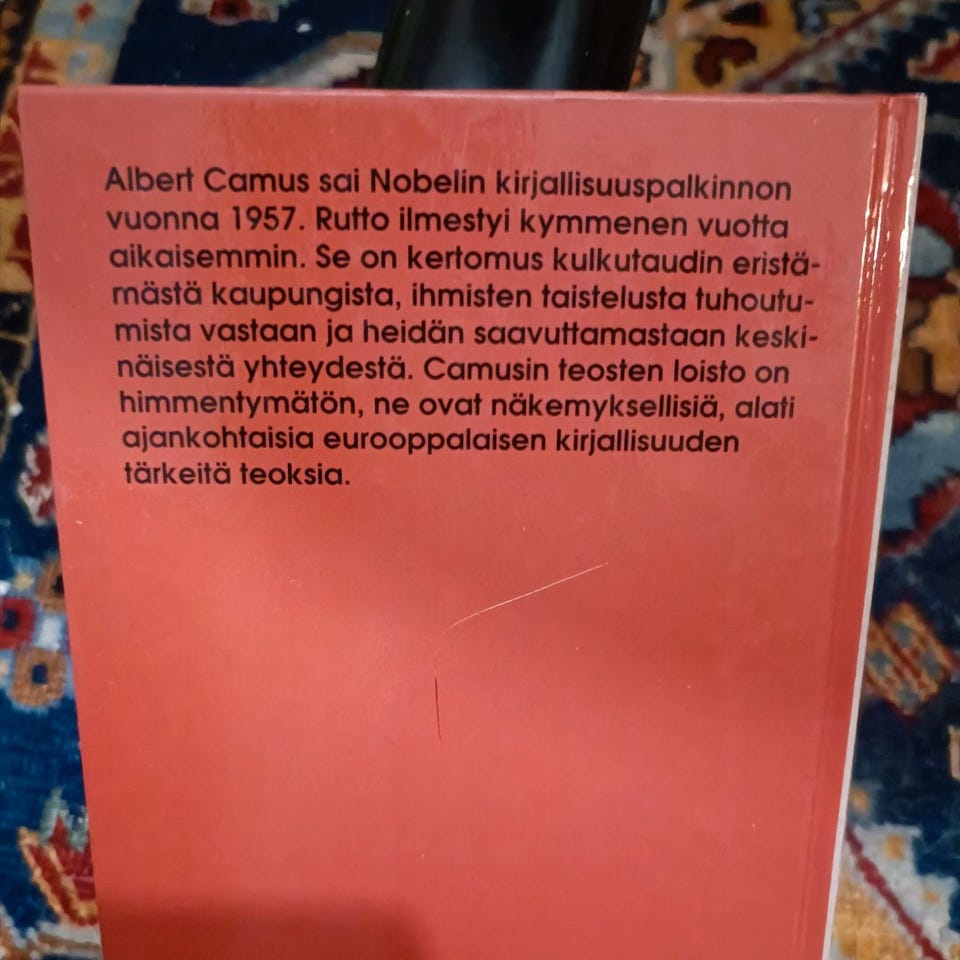 Albert Camus sai Nobelin kirjallisuuspalkinnon
vuonna 1957. Rutto ilmestyi kymmenen vuotta
aikaisemmin. Se on kertomus kulkutaudin eristä-
mästä kaupungista, ihmisten taistelusta tuhoutu-
mista vastaan ja heidän saavuttamastaan keski-
näisestä yhteydestä. Camusin teosten loisto on
himmentymätön, ne ovat näkemyksellisiä, alati
ajankohtaisia eurooppalaisen kirjallisuuden
tärkeitä teoksia.